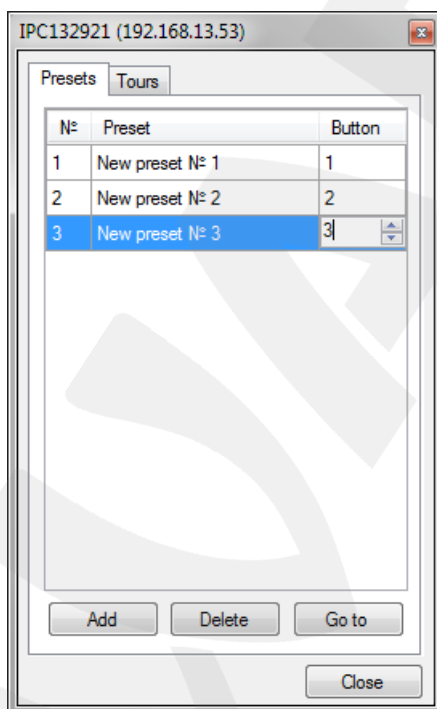 IPC132921 (192.168.13.53)
Presets Tours
№ Preset Button
1 New preset № 1 1
2 New preset № 2 2
3 New preset № 3 3
Add Delete Go to
Close